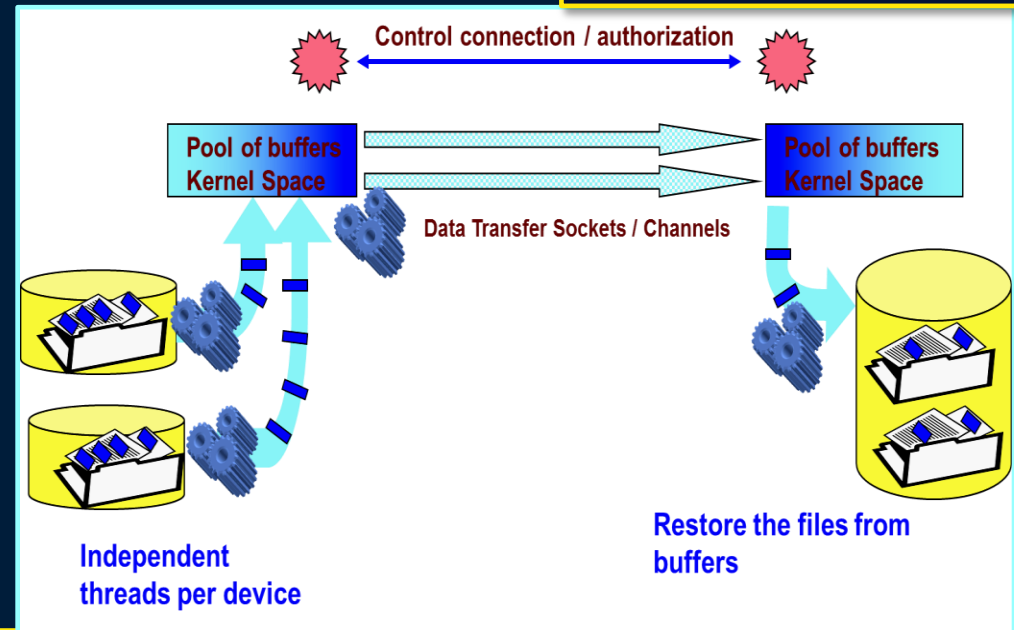 Control connection / authorization
Pool of buffers
Kernel Space
Pool of buffers
Kernel Space
Data Transfer Sockets / Channels
Restore the files from
buffers
Independent
threads per device